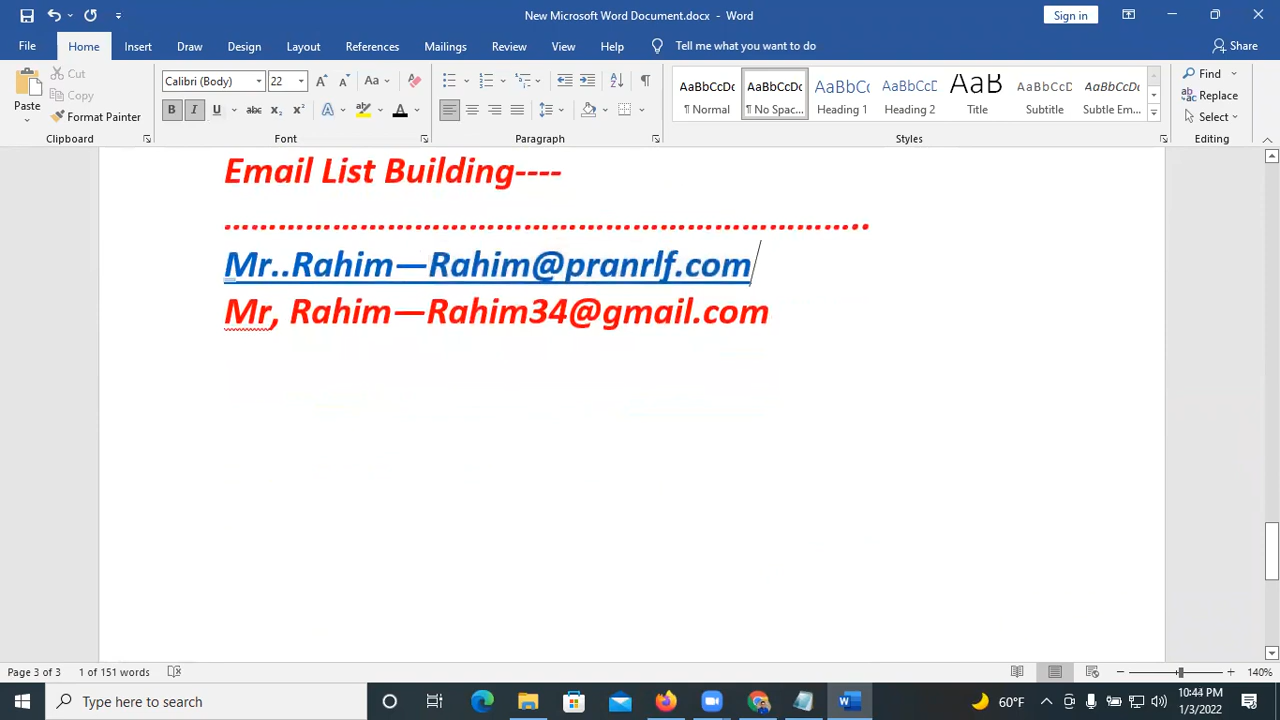 New Microsoft Word Document.docx - Word
Sign in
File Home Insert Draw Design Layout References Mailings Review View Help Tell me what you want to do Share
Paste
Cut
Copy
Format Painter
Clipboard
Calibri (Body) 22
Font
Paragraph
AaBbCcDc AaBbCcDc AaBbCc AaBbCcC AaB AaBbCcC AaBbCcDc
¶ Normal ¶ No Spac... Heading 1 Heading 2 Title Subtitle Subtle Em...
Styles
Find
Replace
Select
Editing
Email List Building----
Mr..Rahim—Rahim@pranrlf.com
Mr, Rahim—Rahim34@gmail.com
Page 3 of 3 1 of 151 words
140%
Type here to search
60°F
10:44 PM
1/3/2022